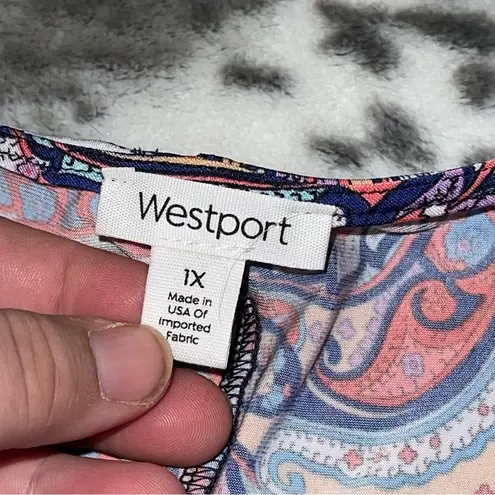 Westport
1X
Made in
USA Of
Imported
Fabric